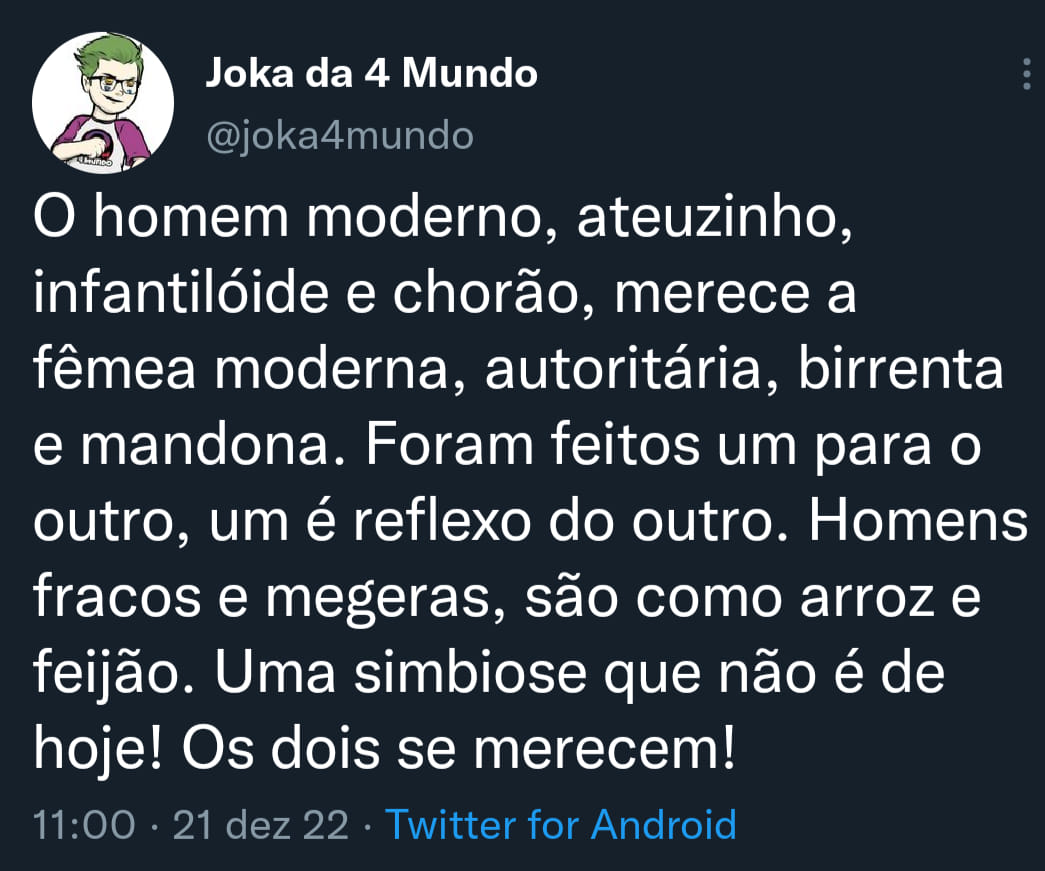 Joka da 4 Mundo
@joka4mundo
O homem moderno, ateuzinho,
infantilóide e chorão, merece a
fêmea moderna, autoritária, birrenta
e mandona. Foram feitos um para o
outro, um é reflexo do outro. Homens
fracos e megeras, são como arroz e
feijão. Uma simbiose que não é de
hoje! Os dois se merecem!
11:00 · 21 dez 22 · Twitter for Android